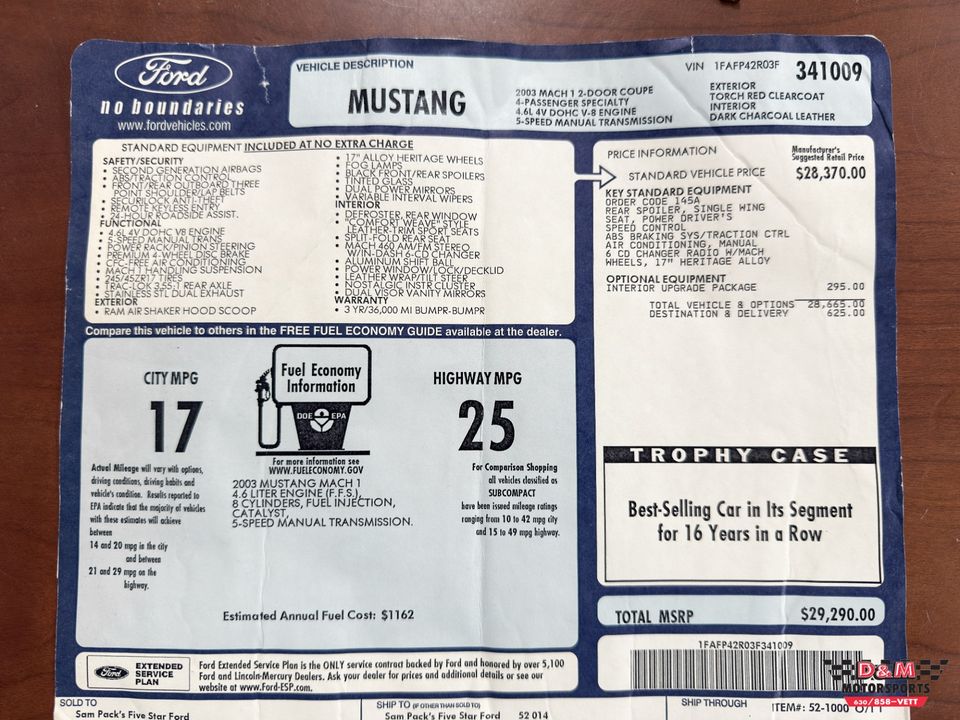 Ford
no boundaries
www.fordvehicles.com
VEHICLE DESCRIPTION
MUSTANG
2003 MACH 1 2-DOOR COUPE
4-PASSENGER SPECIALTY
4.6L 4V DOHC V-8 ENGINE
5-SPEED MANUAL TRANSMISSION
VIN 1FAFP42R03F 341009
EXTERIOR
TORCH RED CLEARCOAT
INTERIOR
DARK CHARCOAL LEATHER
STANDARD EQUIPMENT INCLUDED AT NO EXTRA CHARGE
SAFETY/SECURITY
• SECOND GENERATION AIRBAGS
• ABS/TRACTION CONTROL
• FRONT/REAR OUTBOARD THREE
POINT SHOULDER/LAP BELTS
• SECURILOCK ANTI-THEFT
• REMOTE KEYLESS ENTRY
• 24-HOUR ROADSIDE ASSIST.
FUNCTIONAL
• 4.6L 4V DOHC V8 ENGINE
• 5-SPEED MANUAL TRANS
• POWER RACK/PINION STEERING
• PREMIUM 4-WHEEL DISC BRAKE
• CFC-FREE AIR CONDITIONING
• MACH 1 HANDLING SUSPENSION
• 245/45ZR17 TIRES
• TRAC-LOK 3.55:1 REAR AXLE
• STAINLESS STL DUAL EXHAUST
EXTERIOR
• RAM AIR SHAKER HOOD SCOOP
• 17" ALLOY HERITAGE WHEELS
• FOG LAMPS
• BLACK FRONT/REAR SPOILERS
• TINTED GLASS
• DUAL POWER MIRRORS
• VARIABLE INTERVAL WIPERS
INTERIOR
• DEFROSTER, REAR WINDOW
• "COMFORT WEAVE" STYLE
LEATHER-TRIM SPORT SEATS
• SPLIT-FOLD REAR SEAT
• MACH 460 AM/FM STEREO
W/IN-DASH 6-CD CHANGER
• ALUMINUM SHIFT BALL
• POWER WINDOW/LOCK/DECKLID
• LEATHER WRAP/TILT STEER
• NOSTALGIC INSTR CLUSTER
• DUAL VISOR VANITY MIRRORS
WARRANTY
• 3 YR/36,000 MI BUMPR-BUMPR
PRICE INFORMATION
Manufacturer's
Suggested Retail Price
STANDARD VEHICLE PRICE $28,370.00
KEY STANDARD EQUIPMENT
ORDER CODE 145A
REAR SPOILER, SINGLE WING
SEAT, POWER DRIVER'S
SPEED CONTROL
ABS BRAKING SYS/TRACTION CTRL
AIR CONDITIONING, MANUAL
6 CD CHANGER RADIO W/MACH
WHEELS, 17" HERITAGE ALLOY
OPTIONAL EQUIPMENT
INTERIOR UPGRADE PACKAGE 295.00
TOTAL VEHICLE & OPTIONS 28,665.00
DESTINATION & DELIVERY 625.00
Compare this vehicle to others in the FREE FUEL ECONOMY GUIDE available at the dealer.
CITY MPG
17
Fuel Economy
Information
DOE EPA
For more information see
WWW.FUELECONOMY.GOV
HIGHWAY MPG
25
Actual Mileage will vary with options,
driving conditions, driving habits and
vehicle's condition. Results reported to
EPA indicate that the majority of vehicles
with these estimates will achieve
between
14 and 20 mpg in the city
and between
21 and 29 mpg on the
highway.
2003 MUSTANG MACH 1
4.6 LITER ENGINE (F.F.S.),
8 CYLINDERS, FUEL INJECTION,
CATALYST,
5-SPEED MANUAL TRANSMISSION.
For Comparison Shopping
all vehicles classified as
SUBCOMPACT
have been issued mileage ratings
ranging from 10 to 42 mpg city
and 15 to 49 mpg highway.
Estimated Annual Fuel Cost: $1162
TROPHY CASE
Best-Selling Car in Its Segment
for 16 Years in a Row
TOTAL MSRP $29,290.00
Ford EXTENDED
SERVICE
PLAN
Ford Extended Service Plan is the ONLY service contract backed by Ford and honored by over 5,100
Ford and Lincoln-Mercury Dealers. Ask your dealer for prices and additional details or see our
website at www.Ford-ESP.com.
1FAFP42R03F341009
D&M
MOTORSPORTS
630/858-VETT
SOLD TO
Sam Pack's Five Star Ford
SHIP TO (IF OTHER THAN SOLD TO)
Sam Pack's Five Star Ford 52 014
SHIP THROUGH
ITEM#: 52-1000 O/T1